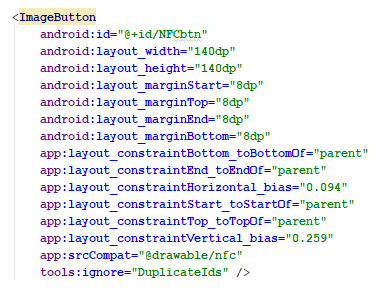 <ImageButton
android:id="@+id/NFCbtn"
android:layout_width="140dp"
android:layout_height="140dp"
android:layout_marginStart="8dp"
android:layout_marginTop="8dp"
android:layout_marginEnd="8dp"
android:layout_marginBottom="8dp"
app:layout_constraintBottom_toBottomOf="parent"
app:layout_constraintEnd_toEndOf="parent"
app:layout_constraintHorizontal_bias="0.094"
app:layout_constraintStart_toStartOf="parent"
app:layout_constraintTop_toTopOf="parent"
app:layout_constraintVertical_bias="0.259"
app:srcCompat="@drawable/nfc"
tools:ignore="DuplicateIds" />